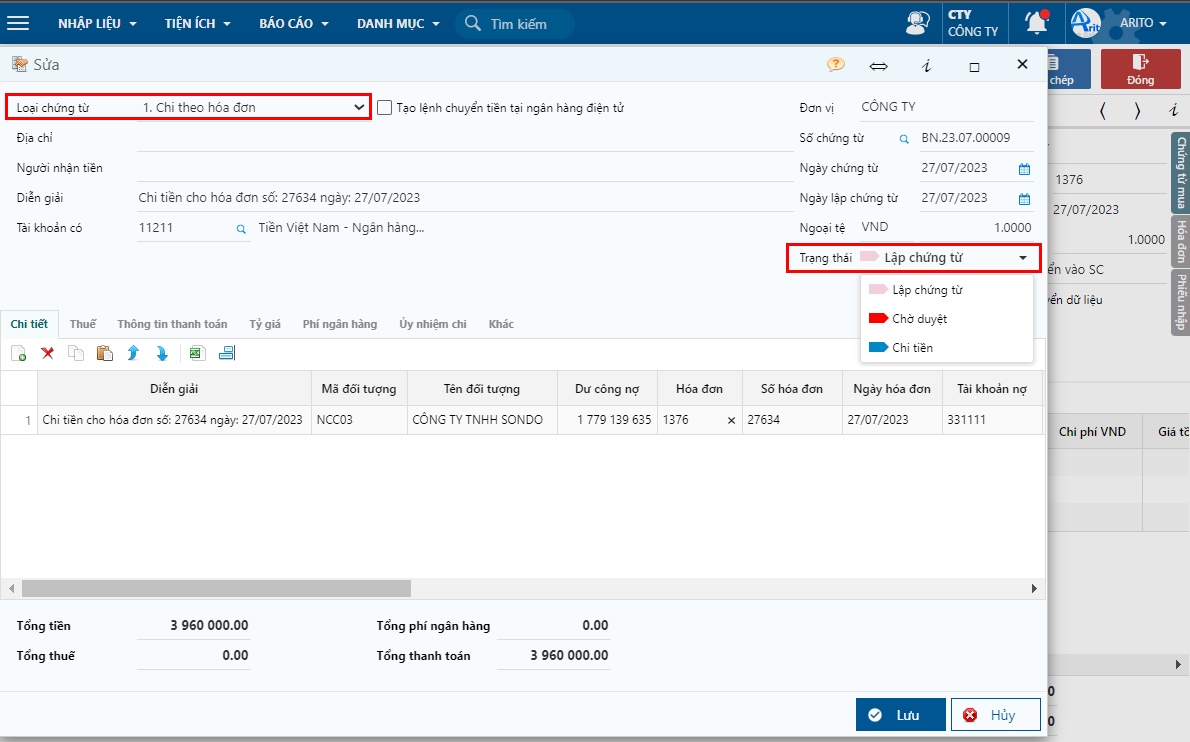 NHẬP LIỆU
TIỆN ÍCH
BÁO CÁO
DANH MỤC
Tìm kiếm
CTY
CÔNG TY
Arito
ARITO
Sửa
chép
Đóng
Loại chứng từ 1. Chi theo hóa đơn
Tạo lệnh chuyển tiền tại ngân hàng điện tử
Đơn vị CÔNG TY
Địa chỉ
Số chứng từ BN.23.07.00009
Người nhận tiền
Ngày chứng từ 27/07/2023
1376
Diễn giải Chi tiền cho hóa đơn số: 27634 ngày: 27/07/2023
Ngày lập chứng từ 27/07/2023
27/07/2023
Tài khoản có 11211 Tiền Việt Nam - Ngân hàng...
Ngoại tệ VND 1.0000
1.0000
Trạng thái Lập chứng từ
ển vào SC
Lập chứng từ
yển dữ liệu
Chờ duyệt
Chi tiền
Chứng từ mua
Hóa đơn
Phiếu nhập
Chi tiết Thuế Thông tin thanh toán Tỷ giá Phí ngân hàng Ủy nhiệm chi Khác
Diễn giải Mã đối tượng Tên đối tượng Dư công nợ Hóa đơn Số hóa đơn Ngày hóa đơn Tài khoản nợ
1 Chi tiền cho hóa đơn số: 27634 ngày: 27/07/2023 NCC03 CÔNG TY TNHH SONDO 1 779 139 635 1376 × 27634 27/07/2023 331111
Chi phí VND Giá tồ
Tổng tiền 3 960 000.00 Tổng phí ngân hàng 0.00
Tổng thuế 0.00 Tổng thanh toán 3 960 000.00
0
0
Lưu
Hủy